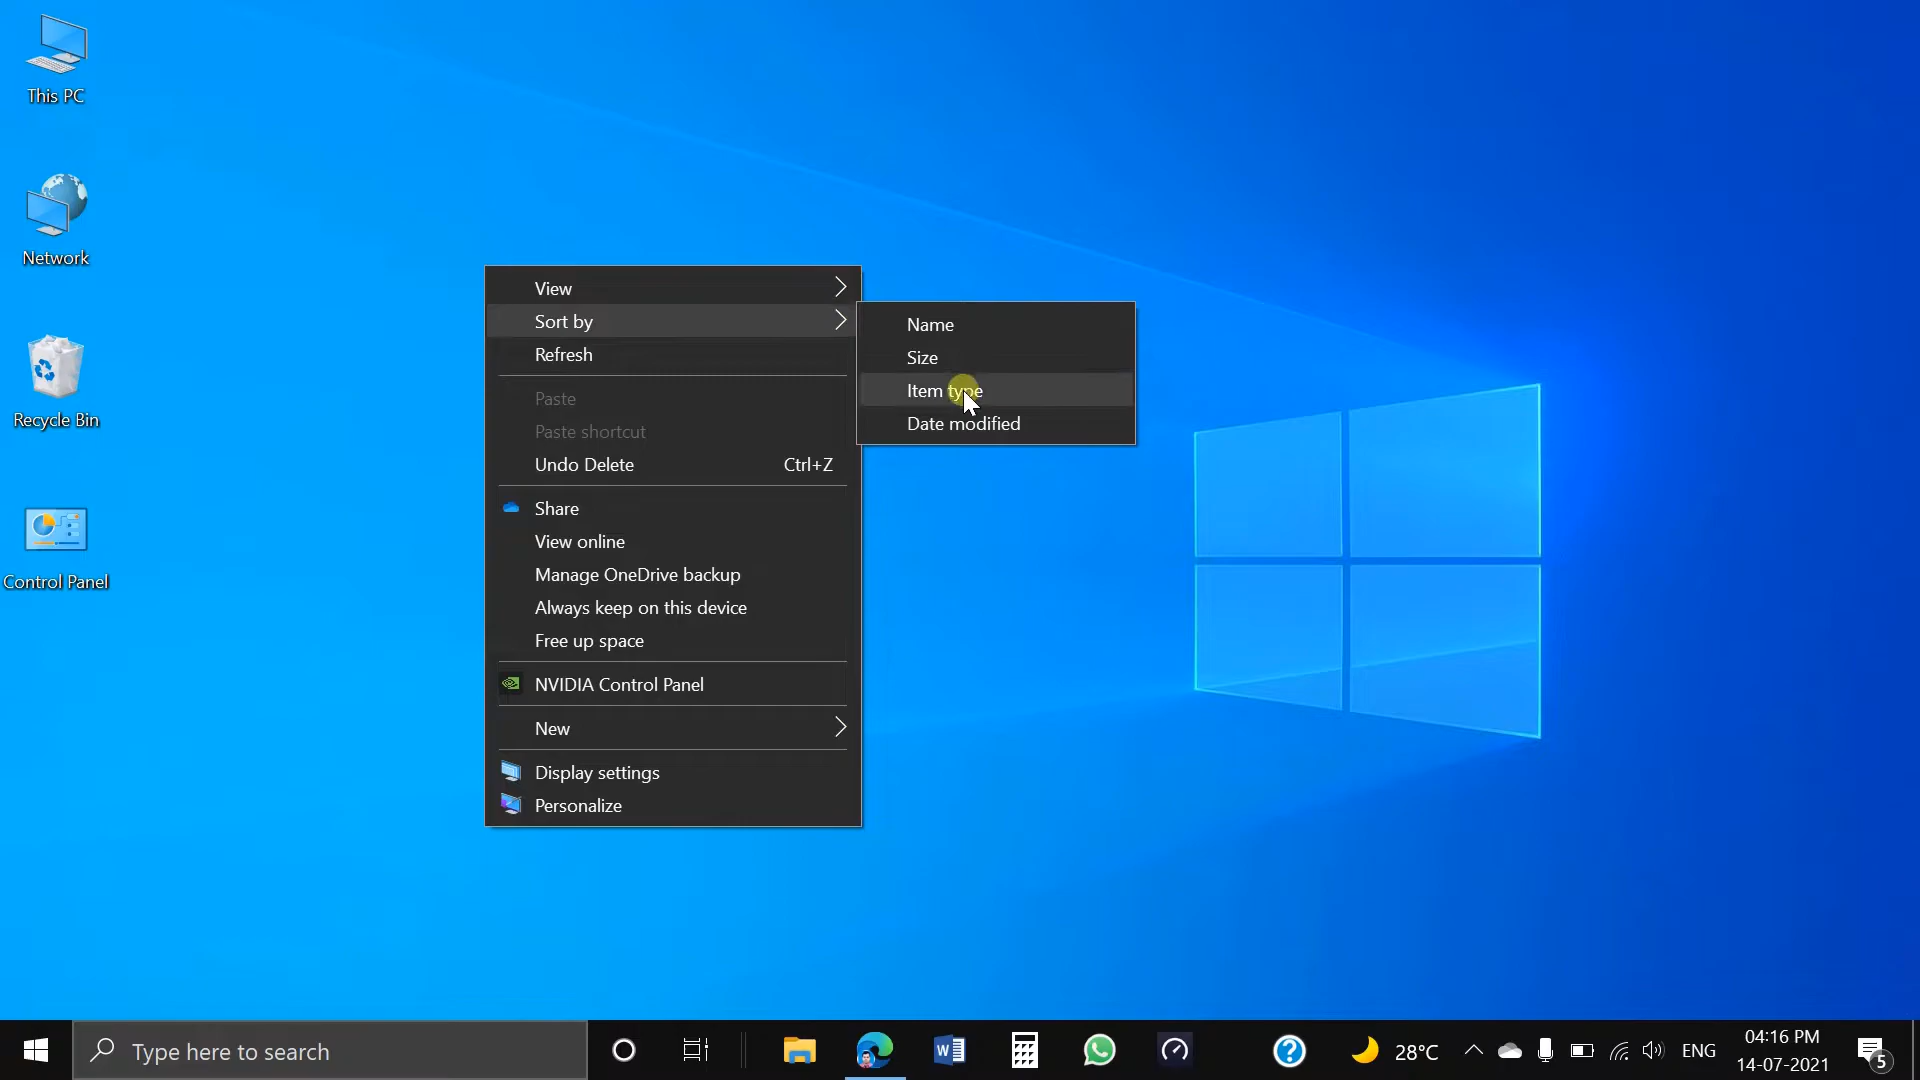 This PC
Network
Recycle Bin
Control Panel
View
Sort by
Refresh
Paste
Paste shortcut
Undo Delete Ctrl+Z
Share
View online
Manage OneDrive backup
Always keep on this device
Free up space
NVIDIA Control Panel
New
Display settings
Personalize
Name
Size
Item type
Date modified
Type here to search
W
?
28°C
ENG
04:16 PM
14-07-2021
5